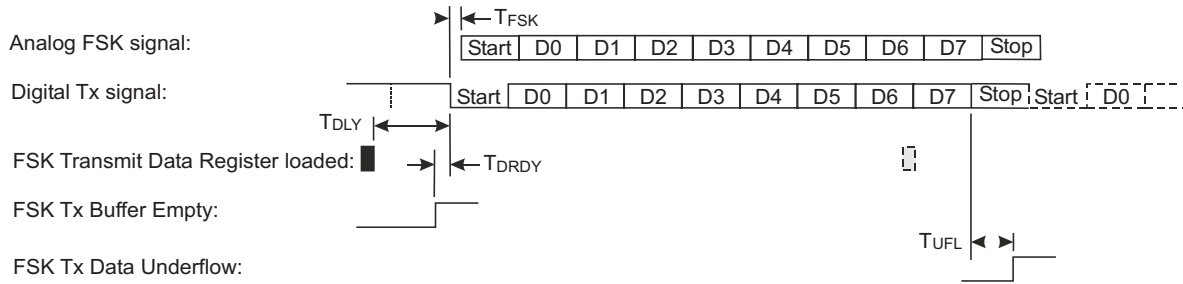 TFSK
Analog FSK signal: Start D0 D1 D2 D3 D4 D5 D6 D7 Stop
Digital Tx signal: Start D0 D1 D2 D3 D4 D5 D6 D7 Stop Start D0
TDLY
FSK Transmit Data Register loaded: TDRDY
FSK Tx Buffer Empty:
TUFL
FSK Tx Data Underflow: